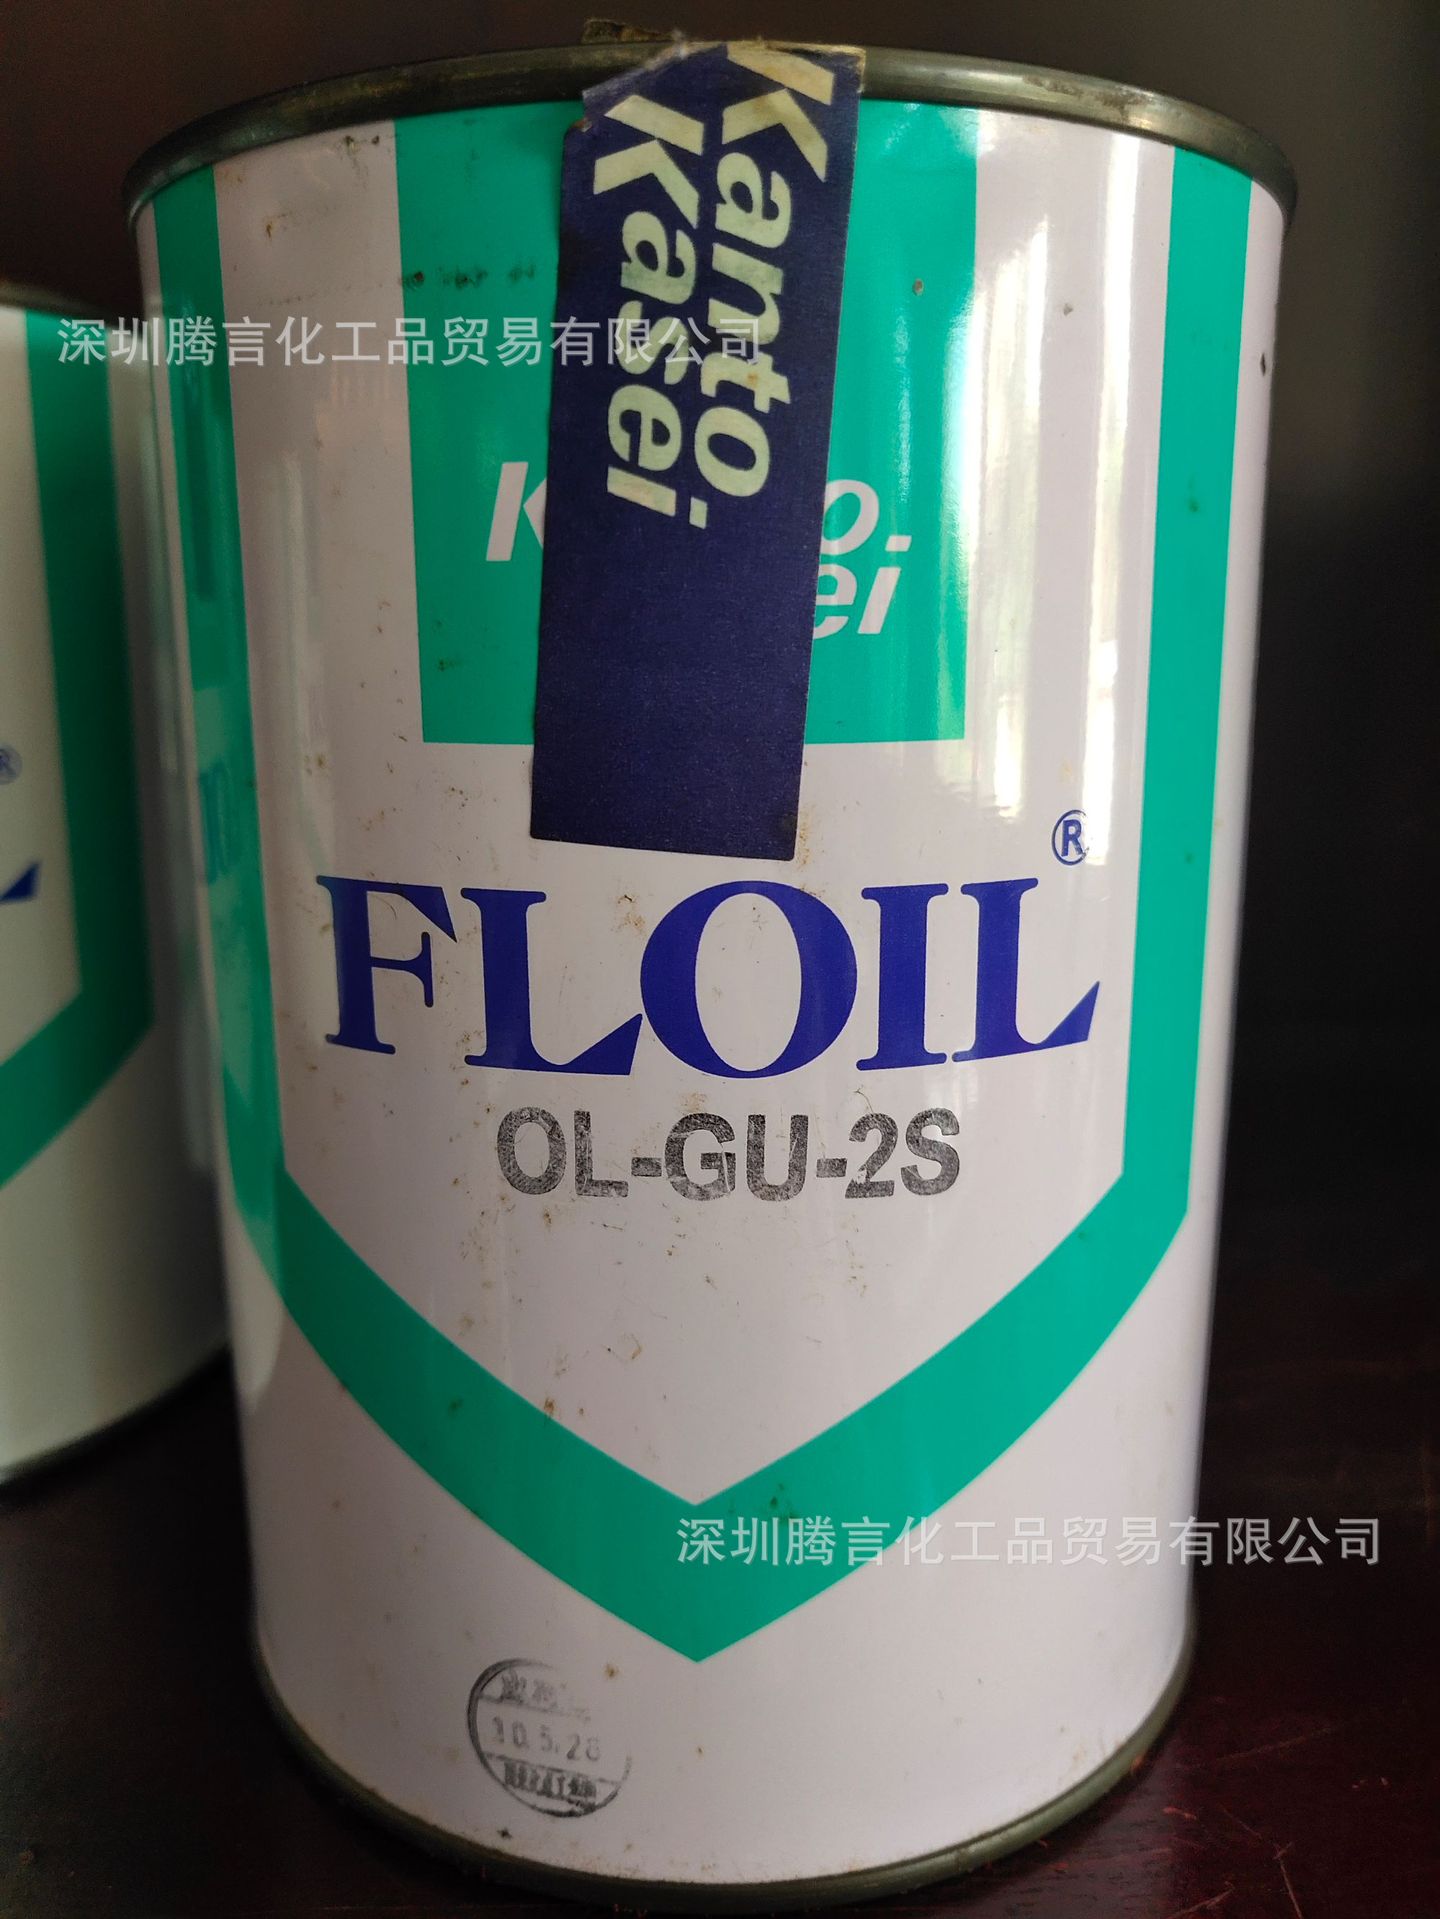 Kanto.
Kasei
深圳腾言化工品贸易有限公司
K o
ei
®
FLOIL
OL-GU-2S
深圳腾言化工品贸易有限公司
10.5.28